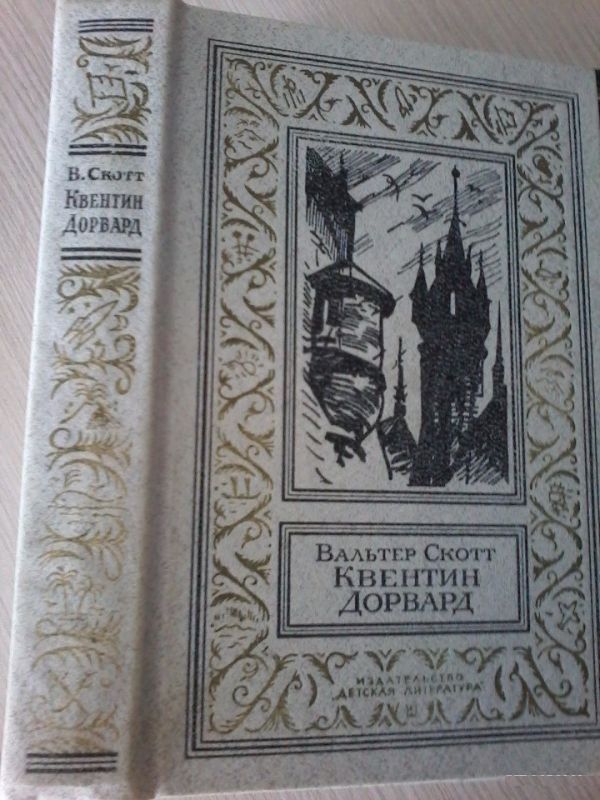 В. Скотт
Квентин
Дорвард
Вальтер Скотт
Квентин
Дорвард
ИЗДАТЕЛЬСТВО
"ДЕТСКАЯ ЛИТЕРАТУРА"